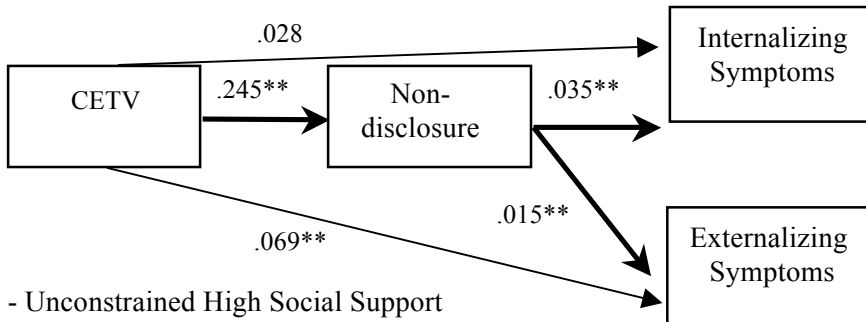 .028
Internalizing
Symptoms
CETV
.245**
Non-
disclosure
.035**
.015**
.069**
Externalizing
Symptoms
- Unconstrained High Social Support